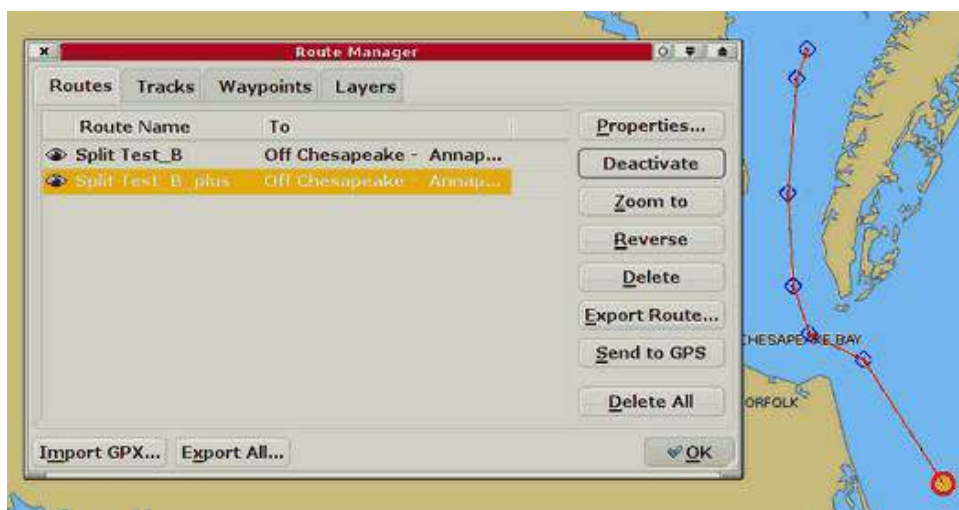 Route Manager
Routes Tracks Waypoints Layers
Route Name To
Split Test_B Off Chesapeake - Annap...
Split Test_B_plus Off Chesapeake - Annap...
Properties...
Deactivate
Zoom to
Reverse
Delete
Export Route...
Send to GPS
Delete All
Import GPX... Export All... OK
HESAPEAKE BAY
ORFOLK